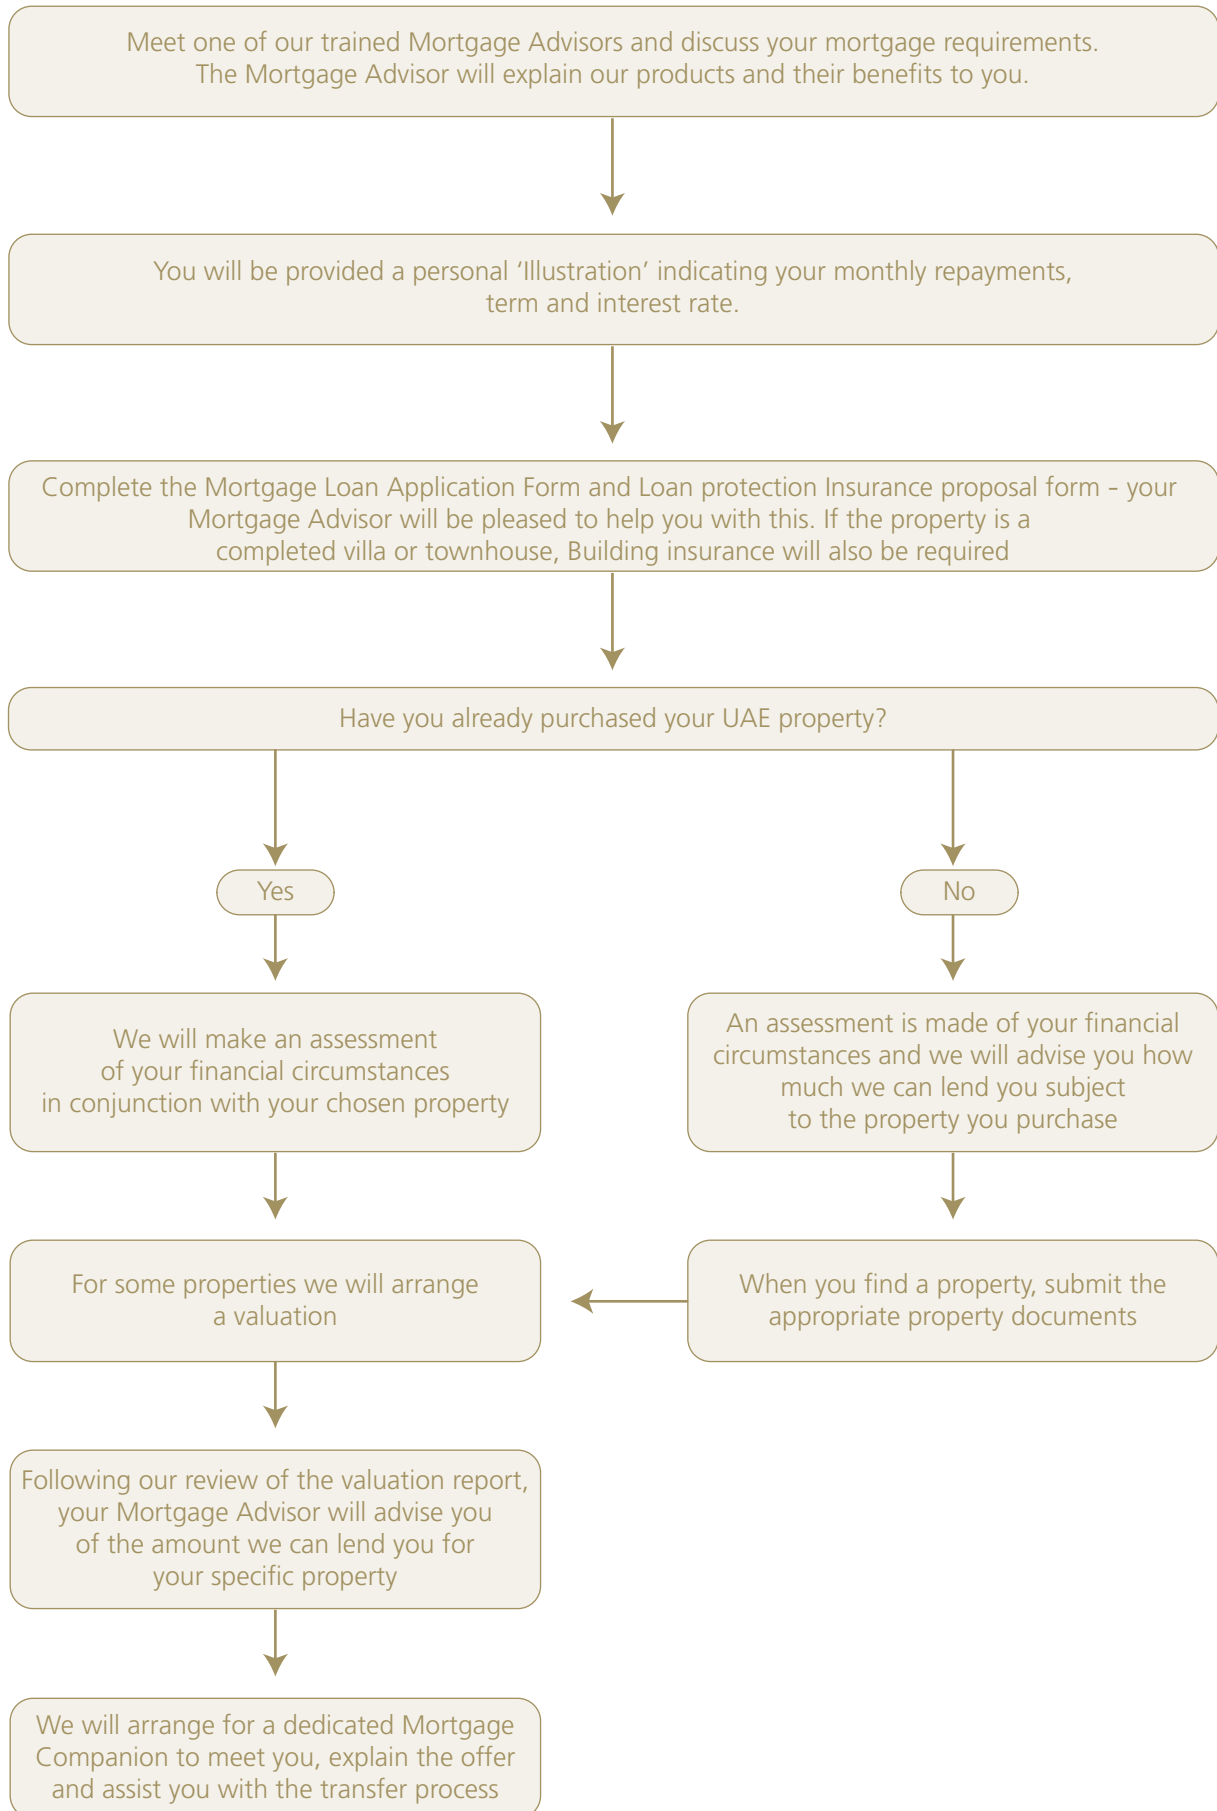 Meet one of our trained Mortgage Advisors and discuss your mortgage requirements.
The Mortgage Advisor will explain our products and their benefits to you.
You will be provided a personal ‘Illustration’ indicating your monthly repayments,
term and interest rate.
Complete the Mortgage Loan Application Form and Loan protection Insurance proposal form - your
Mortgage Advisor will be pleased to help you with this. If the property is a
completed villa or townhouse, Building insurance will also be required
Have you already purchased your UAE property?
Yes
No
We will make an assessment
of your financial circumstances
in conjunction with your chosen property
An assessment is made of your financial
circumstances and we will advise you how
much we can lend you subject
to the property you purchase
For some properties we will arrange
a valuation
When you find a property, submit the
appropriate property documents
Following our review of the valuation report,
your Mortgage Advisor will advise you
of the amount we can lend you for
your specific property
We will arrange for a dedicated Mortgage
Companion to meet you, explain the offer
and assist you with the transfer process